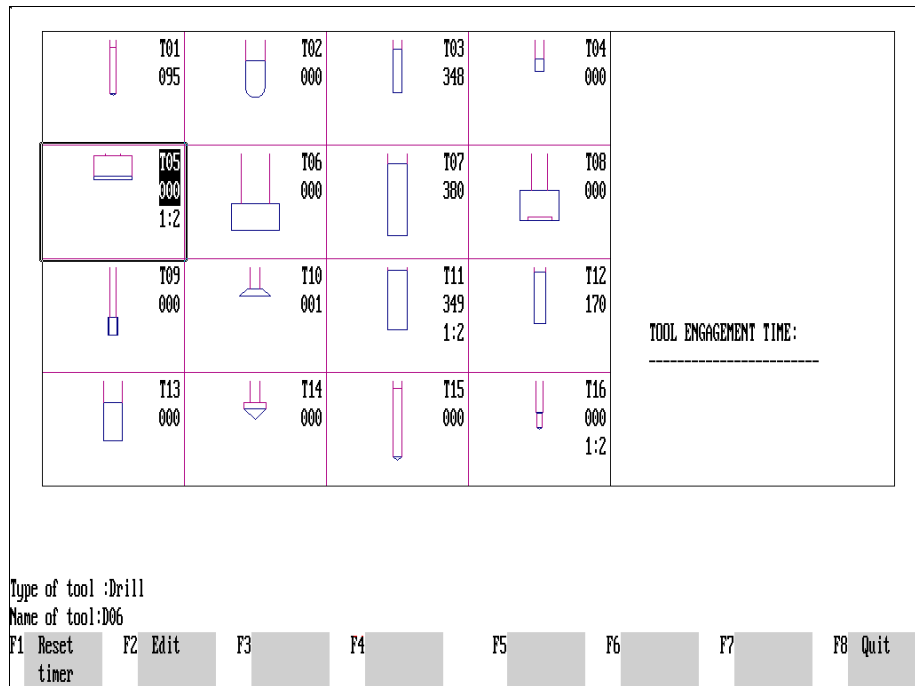 T01 T02 T03 T04
095 000 348 000
T05 T06 T07 T08
000 000 380 000
1:2
T09 T10 T11 T12
000 001 349 170
1:2
TOOL ENGAGEMENT TIME:
------------------------
T13 T14 T15 T16
000 000 000 000
1:2
Type of tool :Drill
Name of tool:D06
F1 Reset F2 Edit F3 F4 F5 F6 F7 F8 Quit
timer